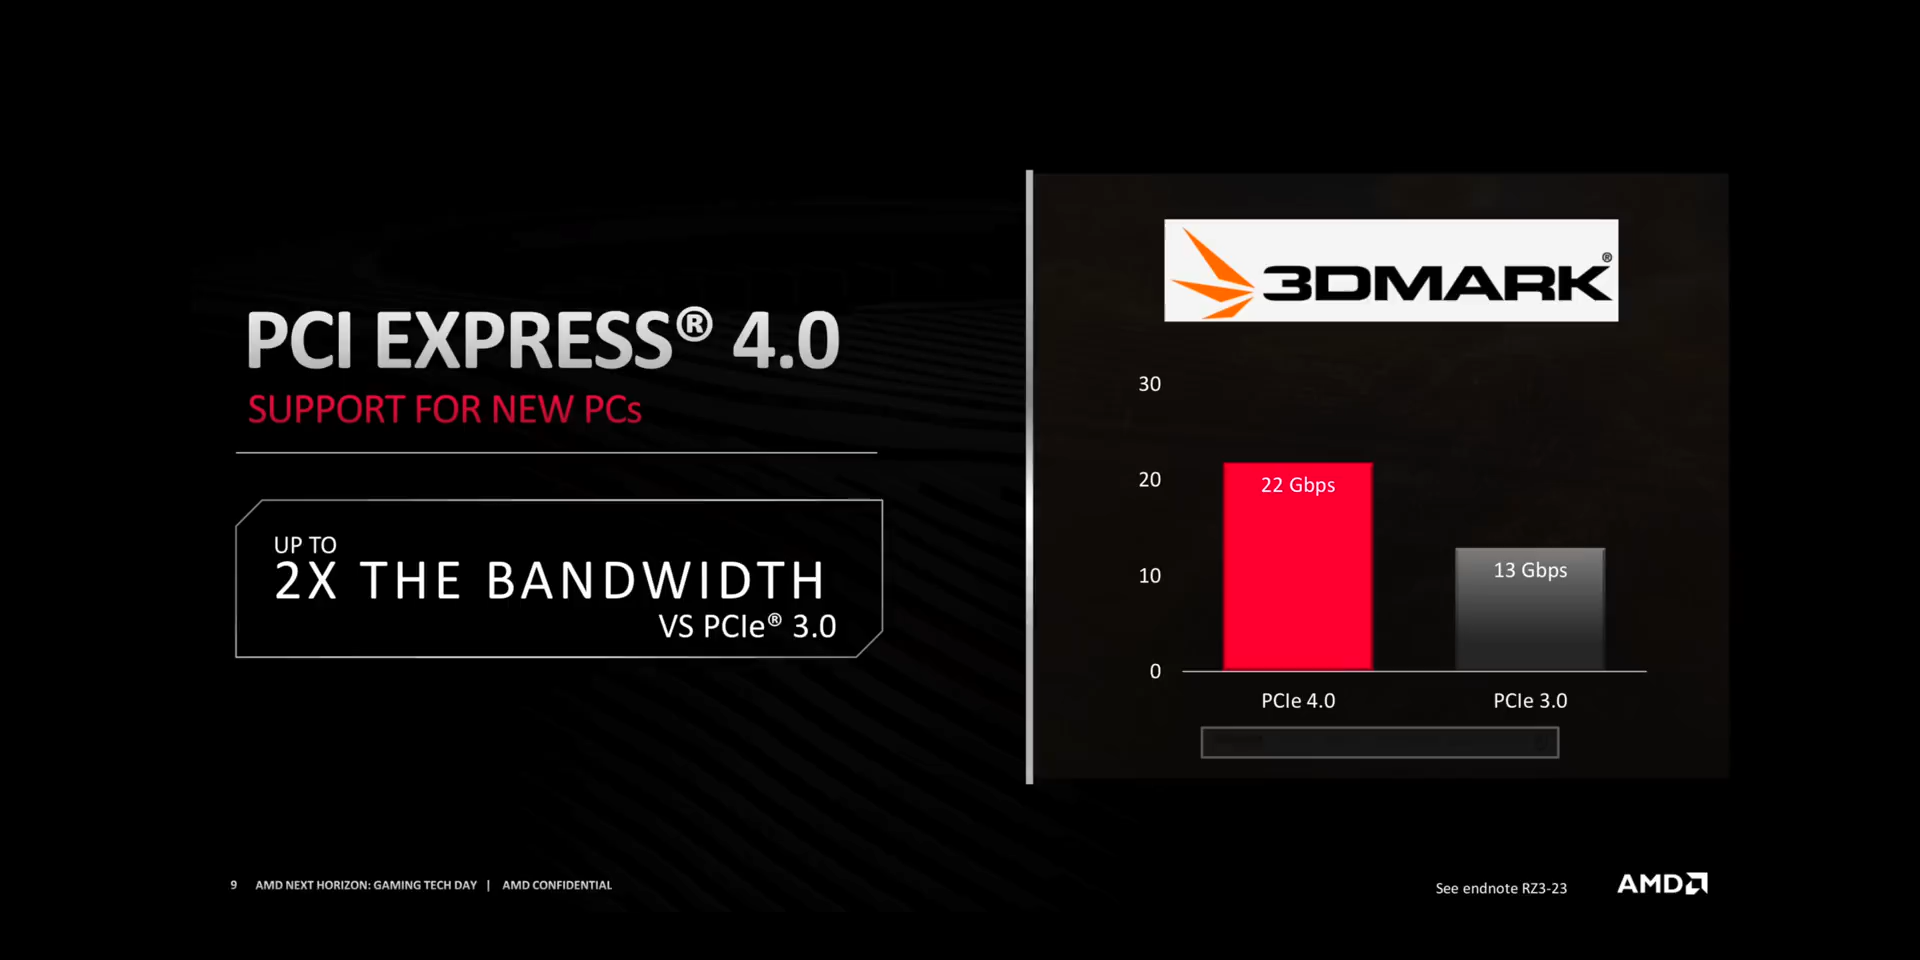 PCI EXPRESS® 4.0
SUPPORT FOR NEW PCs
UP TO
2X THE BANDWIDTH
VS PCIe® 3.0
3DMARK®
30
20
10
0
22 Gbps
13 Gbps
PCIe 4.0
PCIe 3.0
9 AMD NEXT HORIZON: GAMING TECH DAY | AMD CONFIDENTIAL
See endnote RZ3-23
AMD